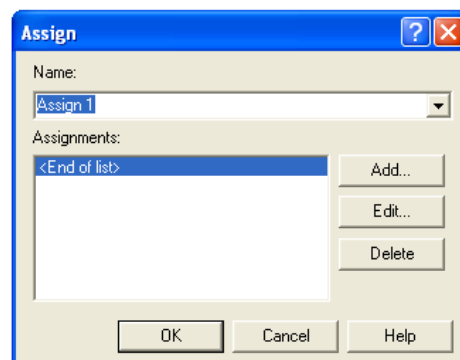 Assign
Name:
Assign 1
Assignments:
<End of list>
Add...
Edit...
Delete
OK Cancel Help